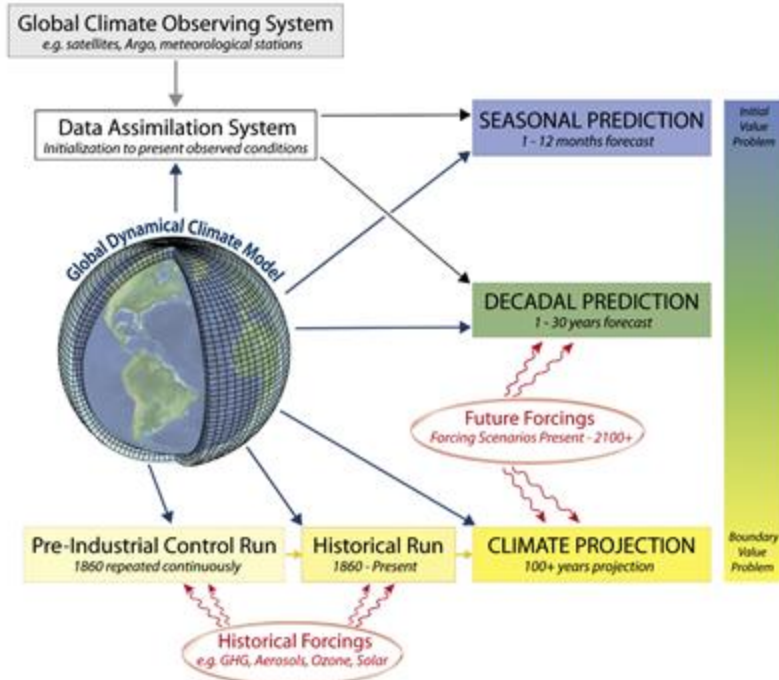 Global Climate Observing System
e.g. satellites, Argo, meteorological stations
Data Assimilation System
Initialization to present observed conditions
SEASONAL PREDICTION
1 - 12 months forecast
Initial
Value
Problem
Global Dynamical Climate Model
DECADAL PREDICTION
1 - 30 years forecast
Future Forcings
Forcing Scenarios Present - 2100+
Pre-Industrial Control Run
1860 repeated continuously
Historical Run
1860 - Present
CLIMATE PROJECTION
100+ years projection
Boundary
Value
Problem
Historical Forcings
e.g. GHG, Aerosols, Ozone, Solar